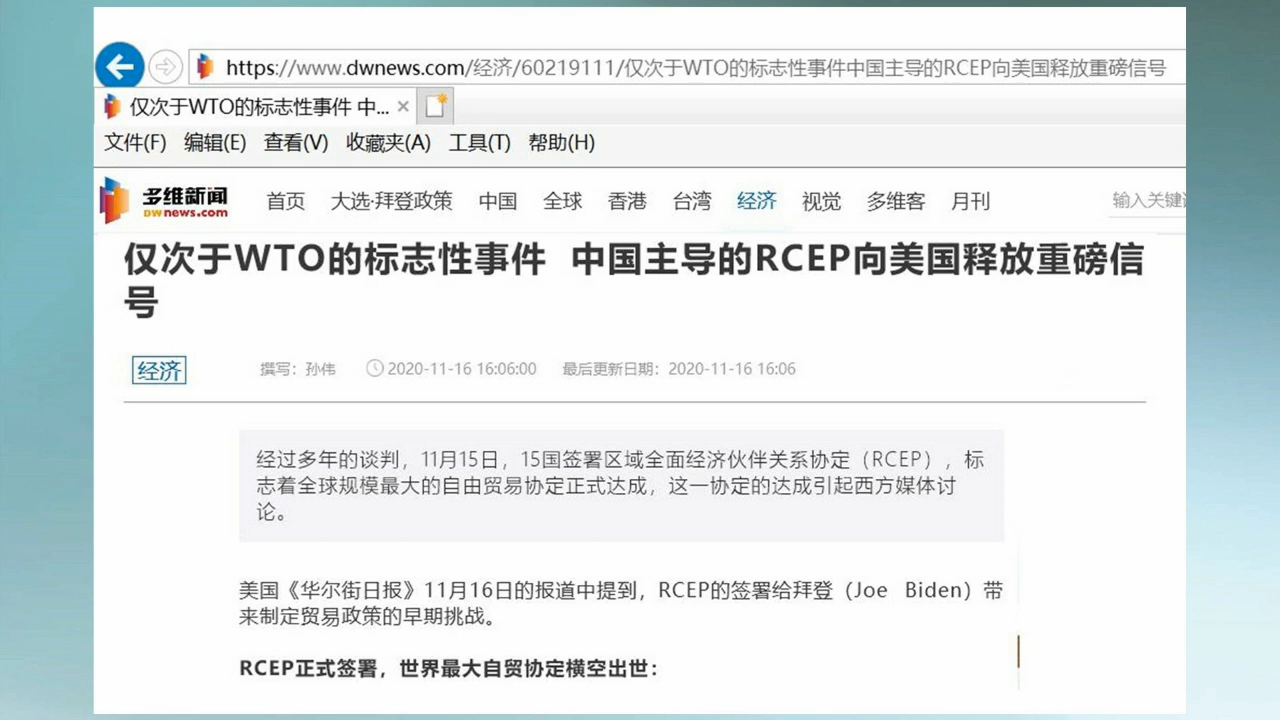 https://www.dwnews.com/经济/60219111/仅次于WTO的标志性事件中国主导的RCEP向美国释放重磅信号
仅次于WTO的标志性事件 中...
文件(F) 编辑(E) 查看(V) 收藏夹(A) 工具(T) 帮助(H)
多维新闻
DWnews.com
首页 大选·拜登政策 中国 全球 香港 台湾 经济 视觉 多维客 月刊 输入关键
仅次于WTO的标志性事件 中国主导的RCEP向美国释放重磅信
号
经济 撰写：孙伟 2020-11-16 16:06:00 最后更新日期：2020-11-16 16:06
经过多年的谈判，11月15日，15国签署区域全面经济伙伴关系协定（RCEP），标
志着全球规模最大的自由贸易协定正式达成，这一协定的达成引起西方媒体讨
论。
美国《华尔街日报》11月16日的报道中提到，RCEP的签署给拜登（Joe Biden）带
来制定贸易政策的早期挑战。
RCEP正式签署，世界最大自贸协定横空出世：